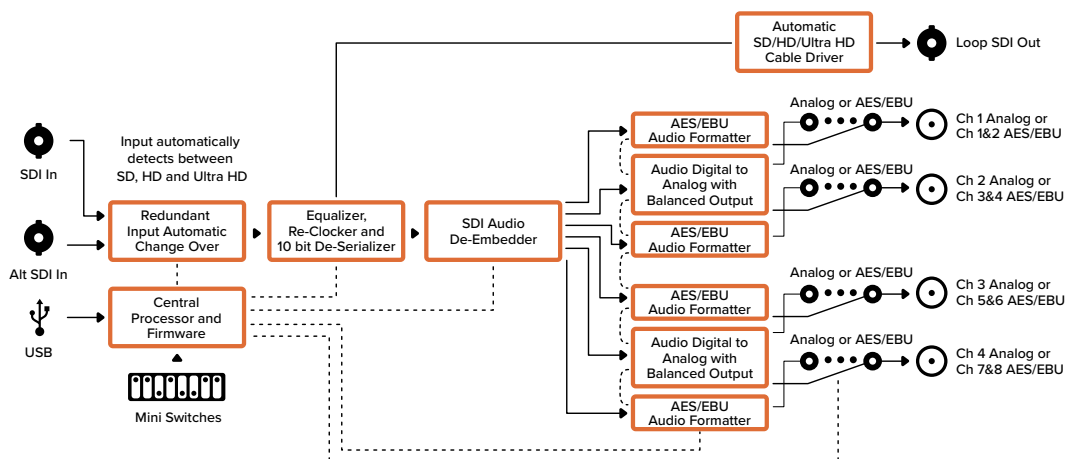 Automatic
SD/HD/Ultra HD
Cable Driver
Loop SDI Out
SDI In
Input automatically
detects between
SD, HD and Ultra HD
Alt SDI In
Redundant
Input Automatic
Change Over
Equalizer,
Re-Clocker and
10 bit De-Serializer
SDI Audio
De-Embedder
USB
Central
Processor and
Firmware
Mini Switches
AES/EBU
Audio Formatter
Audio Digital to
Analog with
Balanced Output
AES/EBU
Audio Formatter
AES/EBU
Audio Formatter
Audio Digital to
Analog with
Balanced Output
AES/EBU
Audio Formatter
Analog or AES/EBU
Ch 1 Analog or
Ch 1&2 AES/EBU
Analog or AES/EBU
Ch 2 Analog or
Ch 3&4 AES/EBU
Analog or AES/EBU
Ch 3 Analog or
Ch 5&6 AES/EBU
Analog or AES/EBU
Ch 4 Analog or
Ch 7&8 AES/EBU